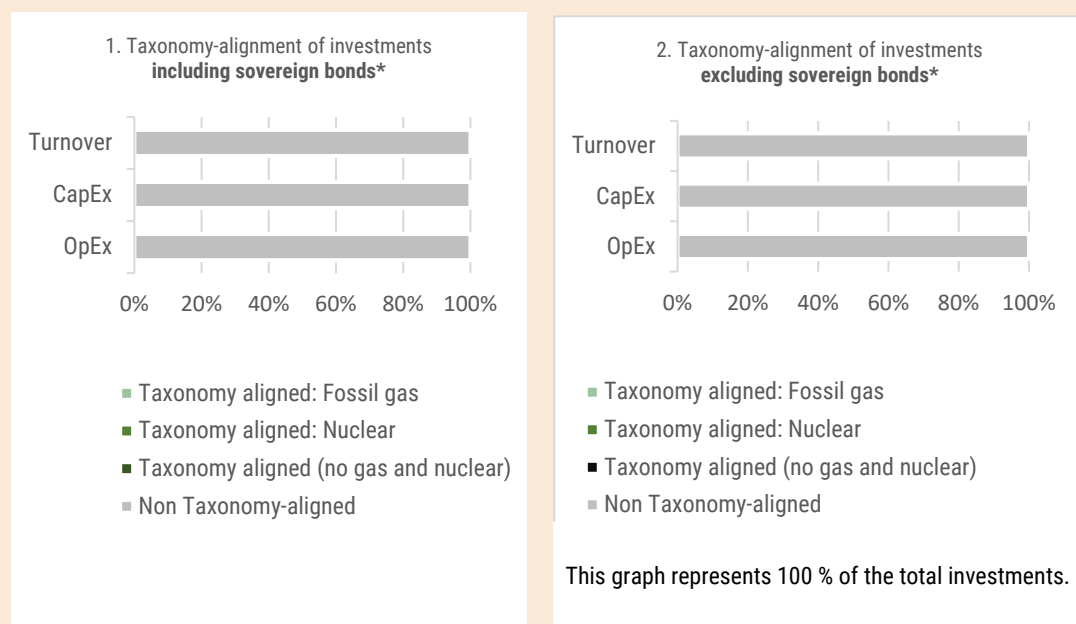 1. Taxonomy-alignment of investments
including sovereign bonds*
Turnover
CapEx
OpEx
0% 20% 40% 60% 80% 100%
Taxonomy aligned: Fossil gas
Taxonomy aligned: Nuclear
Taxonomy aligned (no gas and nuclear)
Non Taxonomy-aligned
2. Taxonomy-alignment of investments
excluding sovereign bonds*
Turnover
CapEx
OpEx
0% 20% 40% 60% 80% 100%
Taxonomy aligned: Fossil gas
Taxonomy aligned: Nuclear
Taxonomy aligned (no gas and nuclear)
Non Taxonomy-aligned
This graph represents 100 % of the total investments.